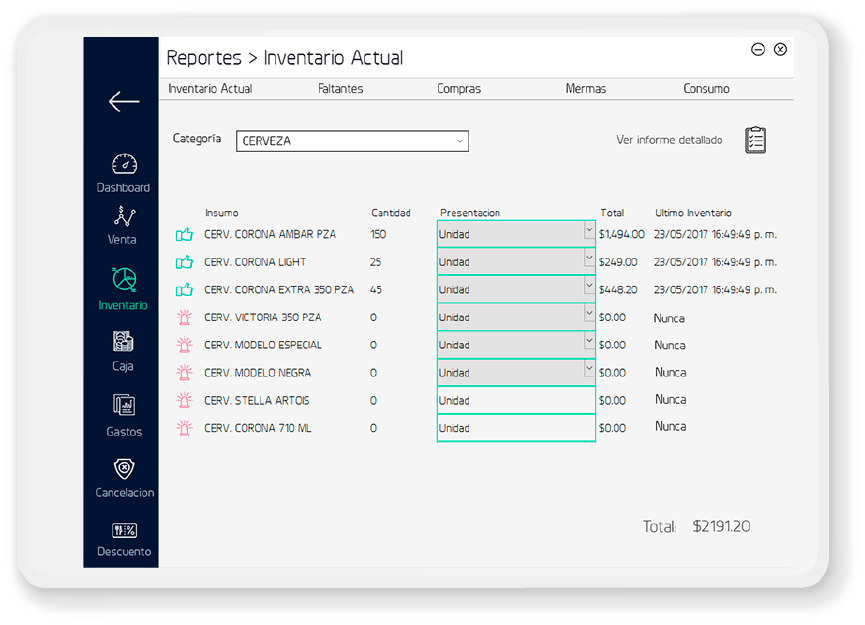 Reportes > Inventario Actual
Inventario Actual Faltantes Compras Mermas Consumo
Categoría CERVEZA Ver informe detallado
Dashboard
Venta
Inventario
Caja
Gastos
Cancelacion
Descuento
Insumo Cantidad Presentacion Total Ultimo Inventario
CERV. CORONA AMBAR PZA 150 Unidad $1,494.00 23/05/2017 16:49:49 p. m.
CERV. CORONA LIGHT 25 Unidad $249.00 23/05/2017 16:49:49 p. m.
CERV. CORONA EXTRA 350 PZA 45 Unidad $448.20 23/05/2017 16:49:49 p. m.
CERV. VICTORIA 350 PZA 0 Unidad $0.00 Nunca
CERV. MODELO ESPECIAL 0 Unidad $0.00 Nunca
CERV. MODELO NEGRA 0 Unidad $0.00 Nunca
CERV. STELLA ARTOIS 0 Unidad $0.00 Nunca
CERV. CORONA 710 ML 0 Unidad $0.00 Nunca
Total: $2191.20